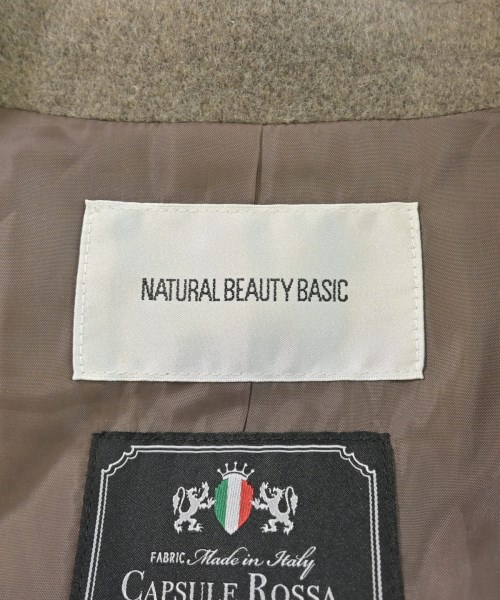 NATURAL BEAUTY BASIC
FABRIC Made in Italy
CAPSULE ROSSA